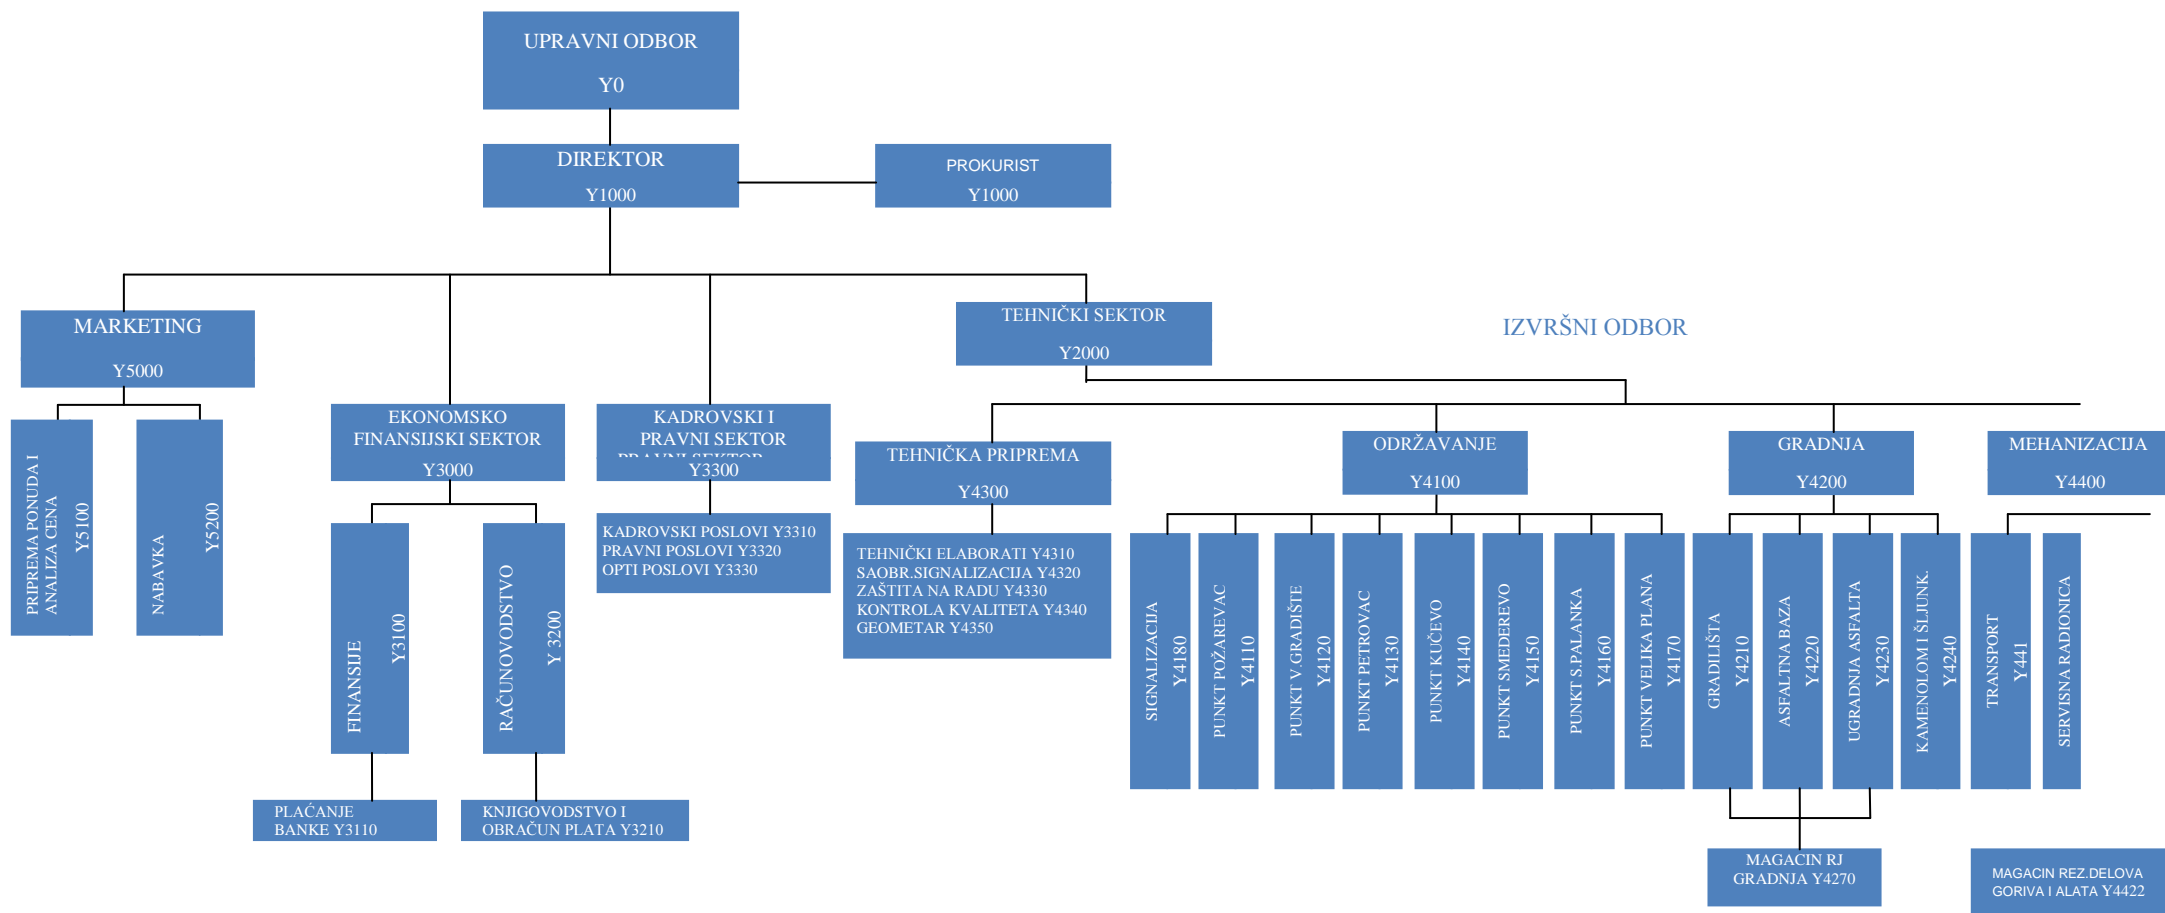 UPRAVNI ODBOR
Y0
DIREKTOR
Y1000
PROKURIST
Y1000
MARKETING
Y5000
TEHNIČKI SEKTOR
Y2000
IZVRŠNI ODBOR
EKONOMSKO
FINANSIJSKI SEKTOR
Y3000
KADROVSKI I
PRAVNI SEKTOR
PRAVNI SEKTOR
Y3300
TEHNIČKA PRIPREMA
Y4300
ODRŽAVANJE
Y4100
GRADNJA
Y4200
MEHANIZACIJA
Y4400
PRIPREMA PONUDA I
ANALIZA CENA
Y5100
NABAVKA
Y5200
FINANSIJE
Y3100
RAČUNOVODSTVO
Y 3200
KADROVSKI POSLOVI Y3310
PRAVNI POSLOVI Y3320
OPTI POSLOVI Y3330
TEHNIČKI ELABORATI Y4310
SAOBR.SIGNALIZACIJA Y4320
ZAŠTITA NA RADU Y4330
KONTROLA KVALITETA Y4340
GEOMETAR Y4350
SIGNALIZACIJA
Y4180
PUNKT POŽAREVAC
Y4110
PUNKT V.GRADIŠTE
Y4120
PUNKT PETROVAC
Y4130
PUNKT KUČEVO
Y4140
PUNKT SMEDEREVO
Y4150
PUNKT S.PALANKA
Y4160
PUNKT VELIKA PLANA
Y4170
GRADILIŠTA
Y4210
ASFALTNA BAZA
Y4220
UGRADNJA ASFALTA
Y4230
KAMENOLOM I ŠLJUNK.
Y4240
TRANSPORT
Y441
SERVISNA RADIONICA
PLAĆANJE
BANKE Y3110
KNJIGOVODSTVO I
OBRAČUN PLATA Y3210
MAGACIN RJ
GRADNJA Y4270
MAGACIN REZ.DELOVA
GORIVA I ALATA Y4422